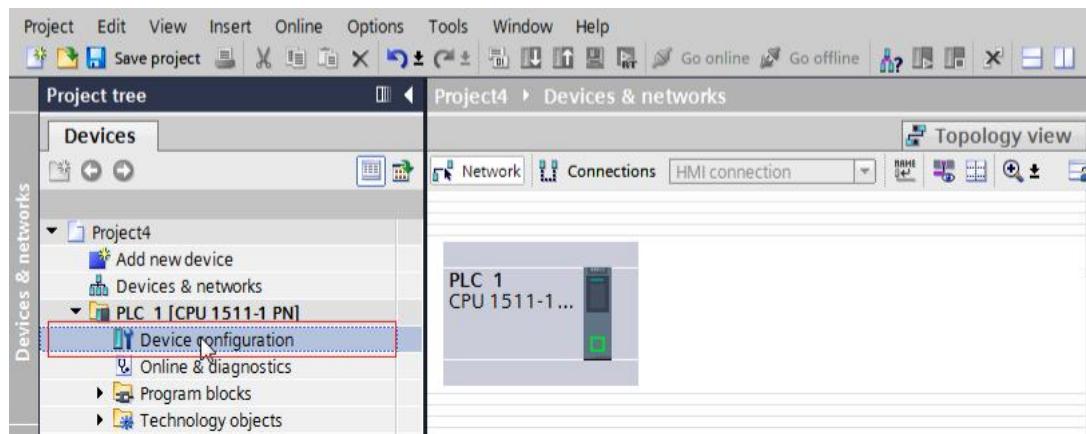 Project Edit View Insert Online Options Tools Window Help
Save project Go online Go offline
Project tree
Project4 Devices & networks
Devices
Topology view
Network Connections HMI connection
Devices & networks
Project4
Add new device
Devices & networks
PLC_1 [CPU 1511-1 PN]
Device configuration
Online & diagnostics
Program blocks
Technology objects
PLC_1
CPU 1511-1...